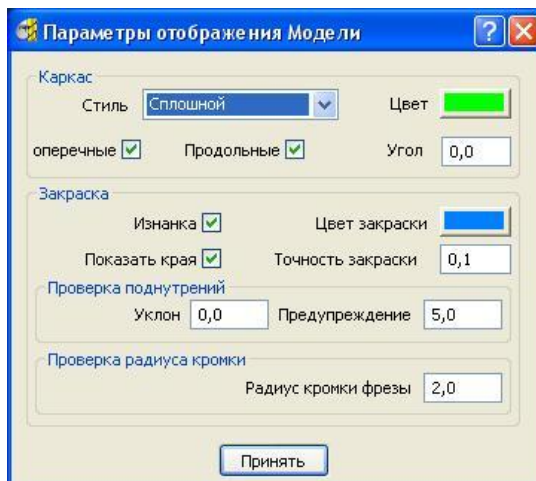 Параметры отображения Модели
Каркас
Стиль Сплошной Цвет
оперечные Продольные Угол 0,0
Закраска
Изнанка Цвет закраски
Показать края Точность закраски 0,1
Проверка поднутрений
Уклон 0,0 Предупреждение 5,0
Проверка радиуса кромки
Радиус кромки фрезы 2,0
Принять